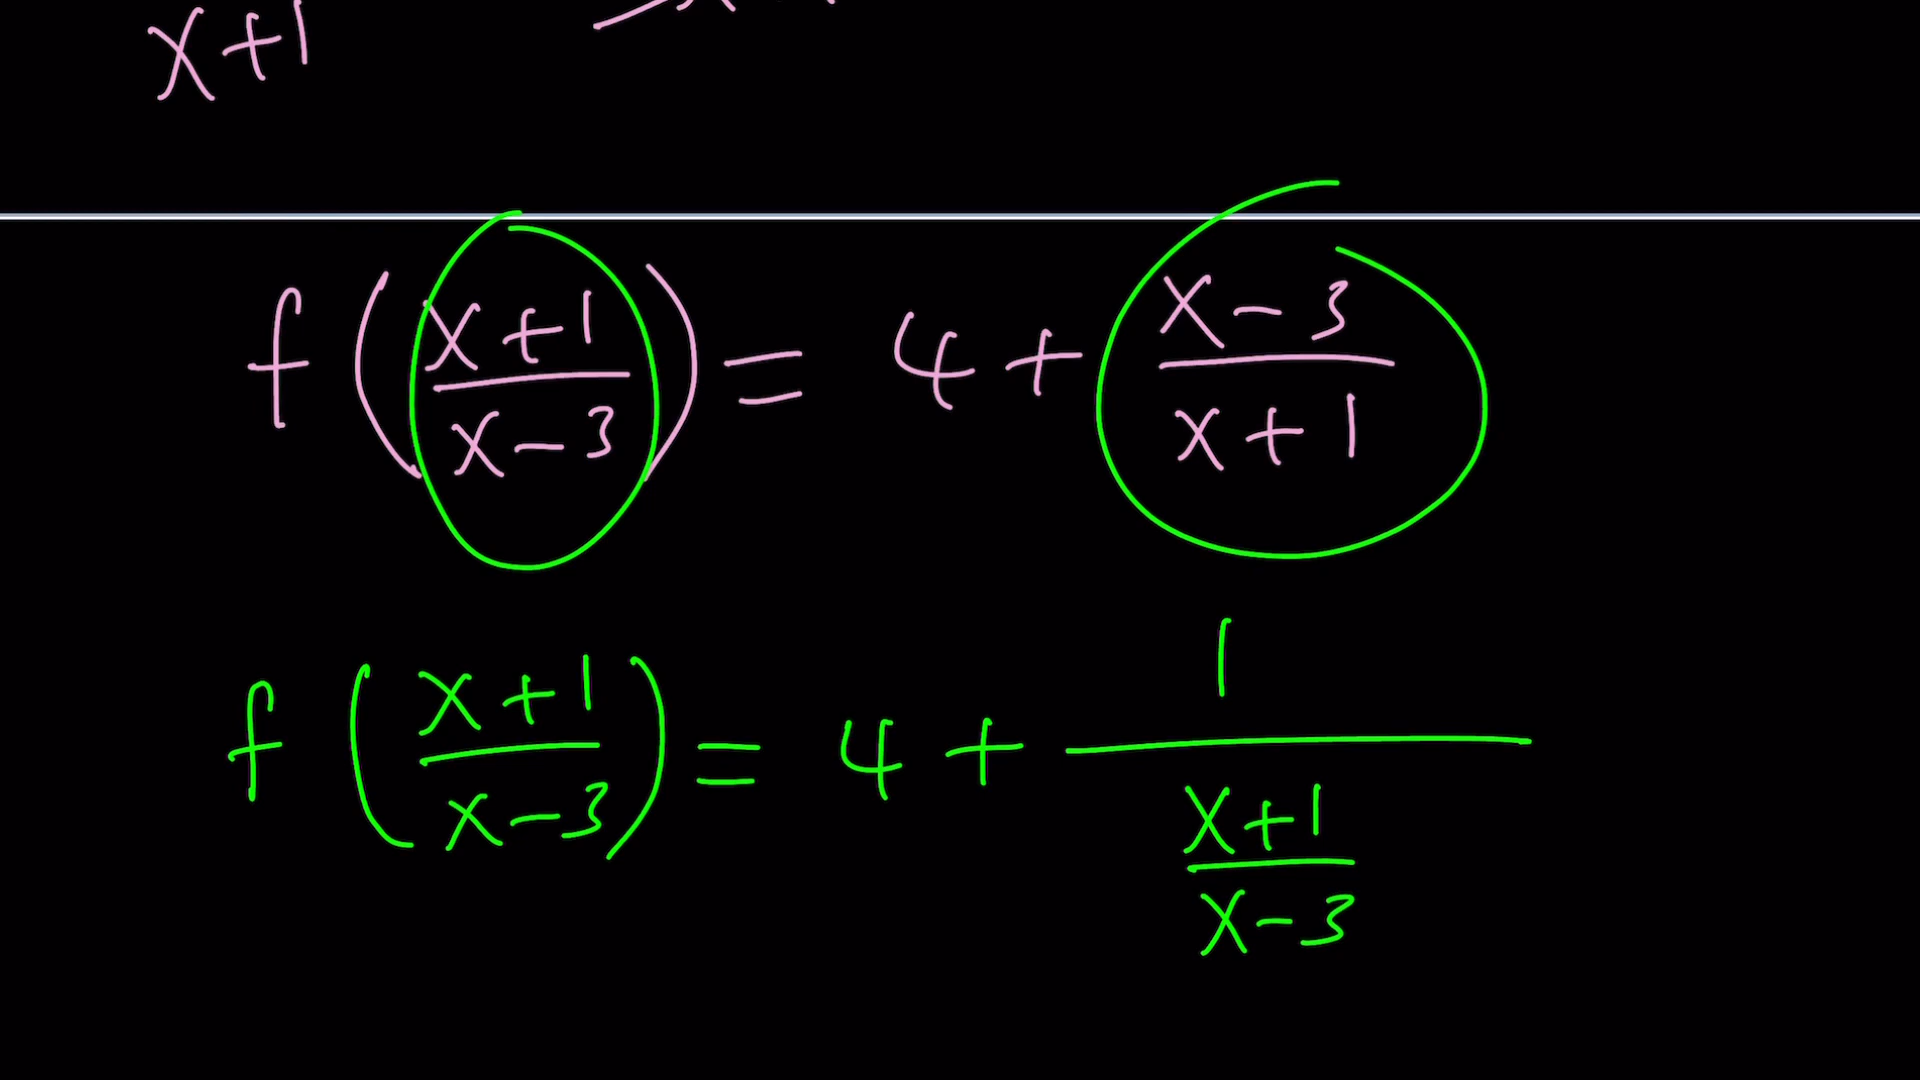 x+1
f(x+1/x-3) = 4 + x-3/x+1
f(x+1/x-3) = 4 + 1/(x+1/x-3)